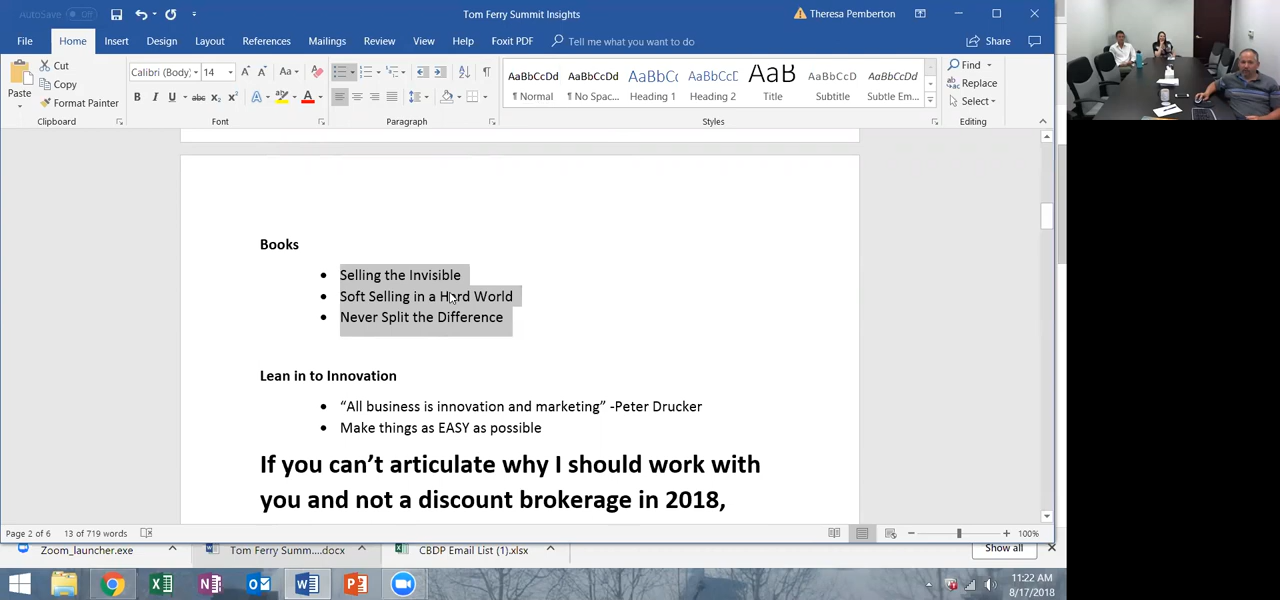 AutoSave Off
Tom Ferry Summit Insights
Theresa Pemberton
File Home Insert Design Layout References Mailings Review View Help Foxit PDF Tell me what you want to do Share
Paste
Cut
Copy
Format Painter
Clipboard
Calibri (Body) 14
Aa
B I U abc x₂ x²
A
Font
Paragraph
AaBbCcDd AaBbCcDd AaBbCc AaBbCcD AaB AaBbCcD AaBbCcDd
¶ Normal ¶ No Spac... Heading 1 Heading 2 Title Subtitle Subtle Em...
Styles
Find
Replace
Select
Editing
Books
• Selling the Invisible
• Soft Selling in a Hard World
• Never Split the Difference
Lean in to Innovation
• “All business is innovation and marketing” -Peter Drucker
• Make things as EASY as possible
If you can’t articulate why I should work with
you and not a discount brokerage in 2018,
Page 2 of 6 13 of 719 words
100%
Zoom_launcher.exe
Tom Ferry Summ....docx
CBDP Email List (1).xlsx
Show all
11:22 AM
8/17/2018